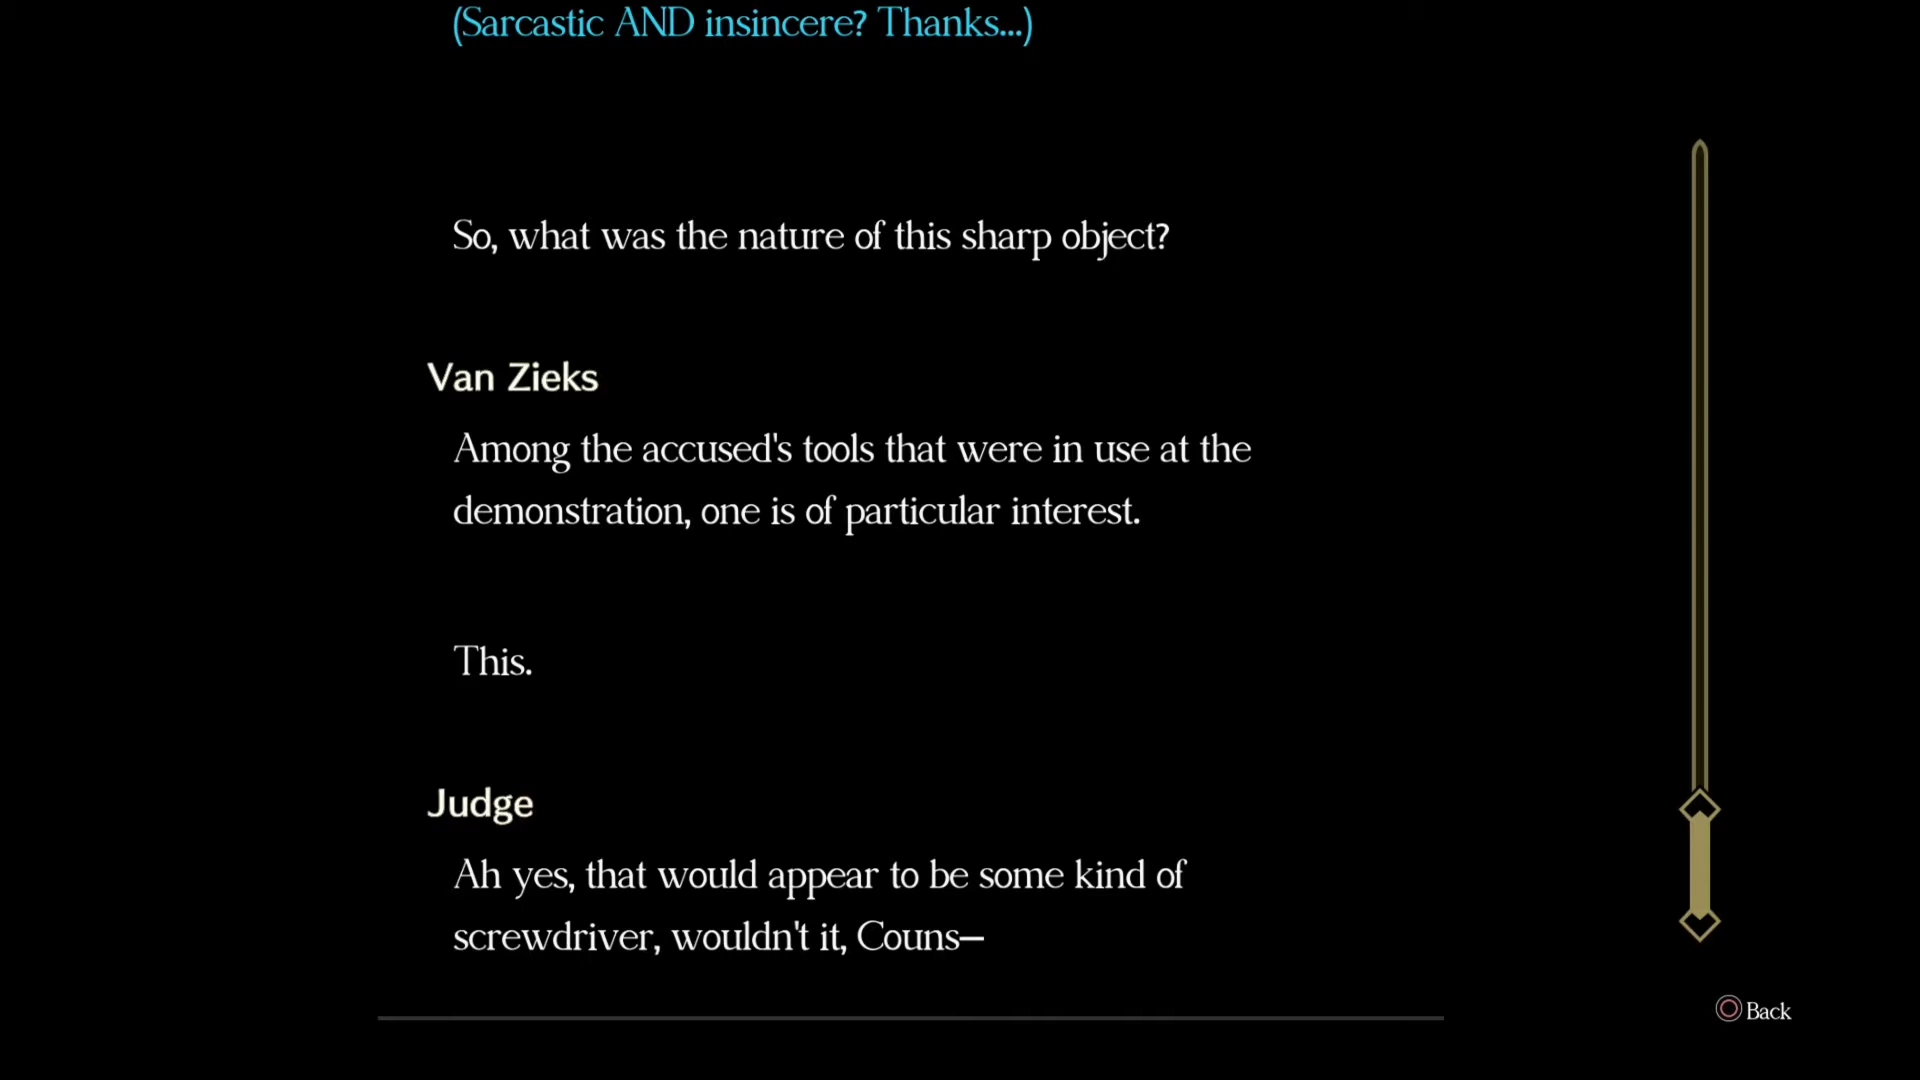 (Sarcastic AND insincere? Thanks...)
So, what was the nature of this sharp object?
Van Zieks
Among the accused's tools that were in use at the
demonstration, one is of particular interest.
This.
Judge
Ah yes, that would appear to be some kind of
screwdriver, wouldn't it, Couns—
Back